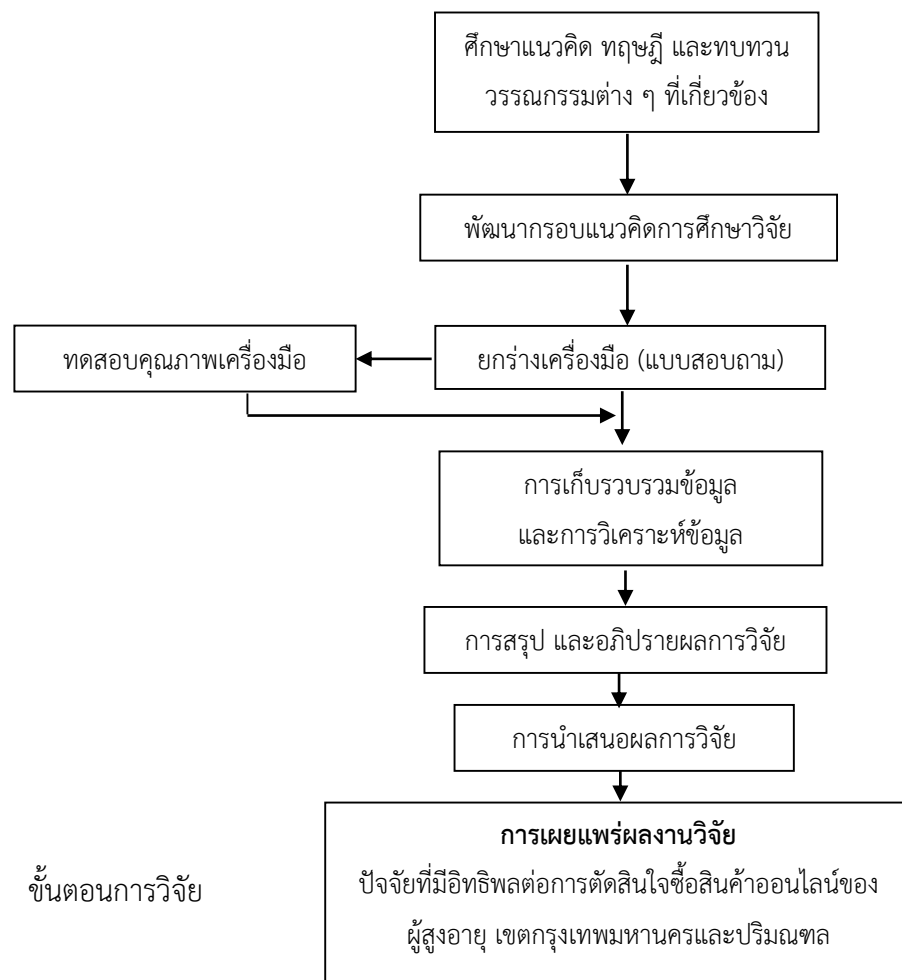 ศึกษาแนวคิด ทฤษฎี และทบทวน
วรรณกรรมต่าง ๆ ที่เกี่ยวข้อง
พัฒนากรอบแนวคิดการศึกษาวิจัย
ทดสอบคุณภาพเครื่องมือ
ยกร่างเครื่องมือ (แบบสอบถาม)
การเก็บรวบรวมข้อมูล
และการวิเคราะห์ข้อมูล
การสรุป และอภิปรายผลการวิจัย
การนำเสนอผลการวิจัย
การเผยแพร่ผลงานวิจัย
ปัจจัยที่มีอิทธิพลต่อการตัดสินใจซื้อสินค้าออนไลน์ของ
ผู้สูงอายุ เขตกรุงเทพมหานครและปริมณฑล
ขั้นตอนการวิจัย